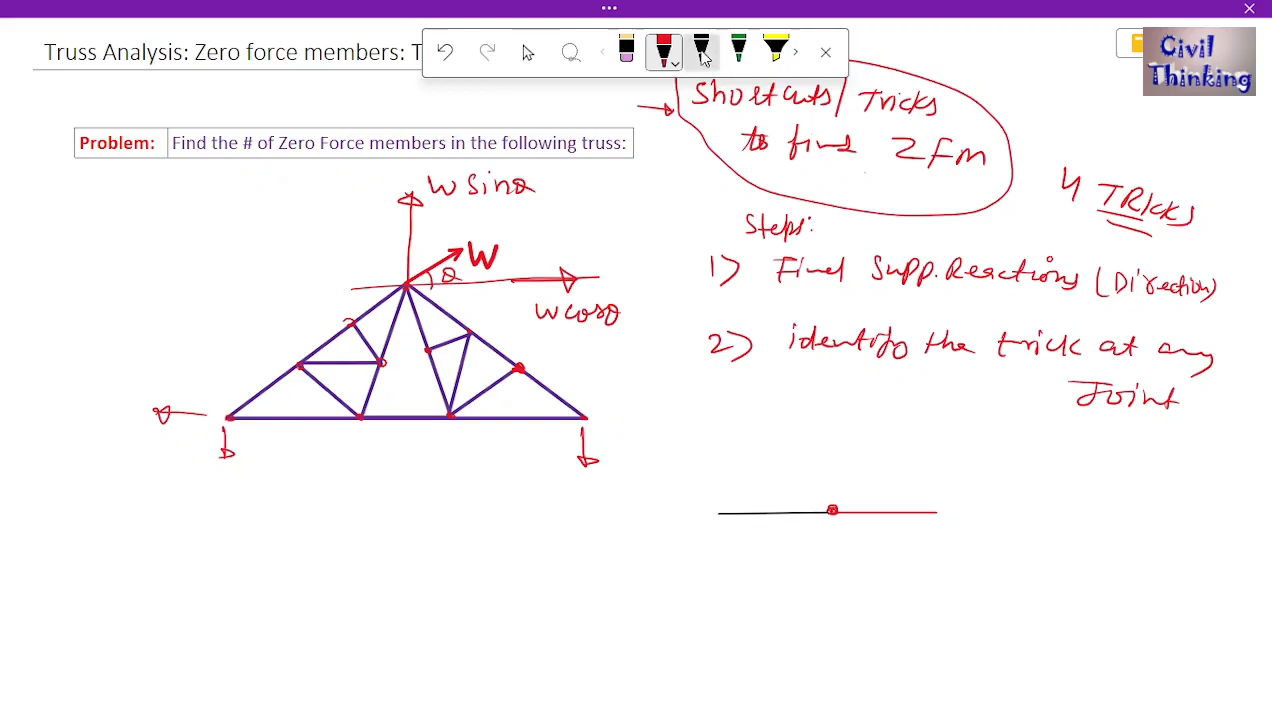 Truss Analysis: Zero force members: T
Civil
Thinking
Shortcuts/ Tricks
to find ZFM
Problem: Find the # of Zero Force members in the following truss:
4 TRicks
W sinθ
Steps:
W
θ
1) Find Supp. Reactions (Direction)
W cosθ
2) identify the trick at any
Joint